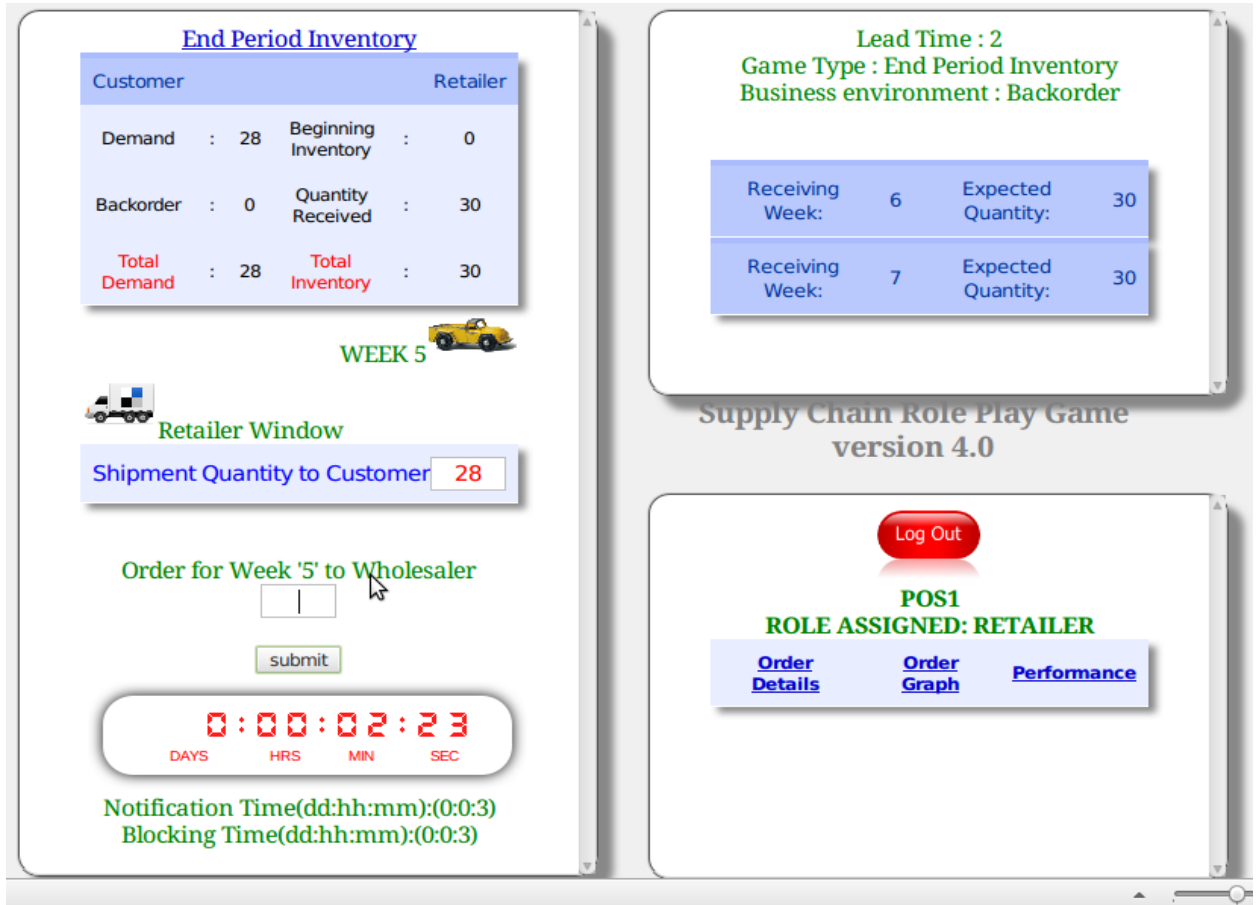 End Period Inventory
Customer Retailer
Demand : 28 Beginning Inventory : 0
Backorder : 0 Quantity Received : 30
Total Demand : 28 Total Inventory : 30
WEEK 5
Retailer Window
Shipment Quantity to Customer 28
Order for Week '5' to Wholesaler
submit
0:00:02:23
DAYS HRS MIN SEC
Notification Time(dd:hh:mm):(0:0:3)
Blocking Time(dd:hh:mm):(0:0:3)
Lead Time : 2
Game Type : End Period Inventory
Business environment : Backorder
Receiving Week: 6 Expected Quantity: 30
Receiving Week: 7 Expected Quantity: 30
Supply Chain Role Play Game
version 4.0
Log Out
POS1
ROLE ASSIGNED: RETAILER
Order Details Order Graph Performance